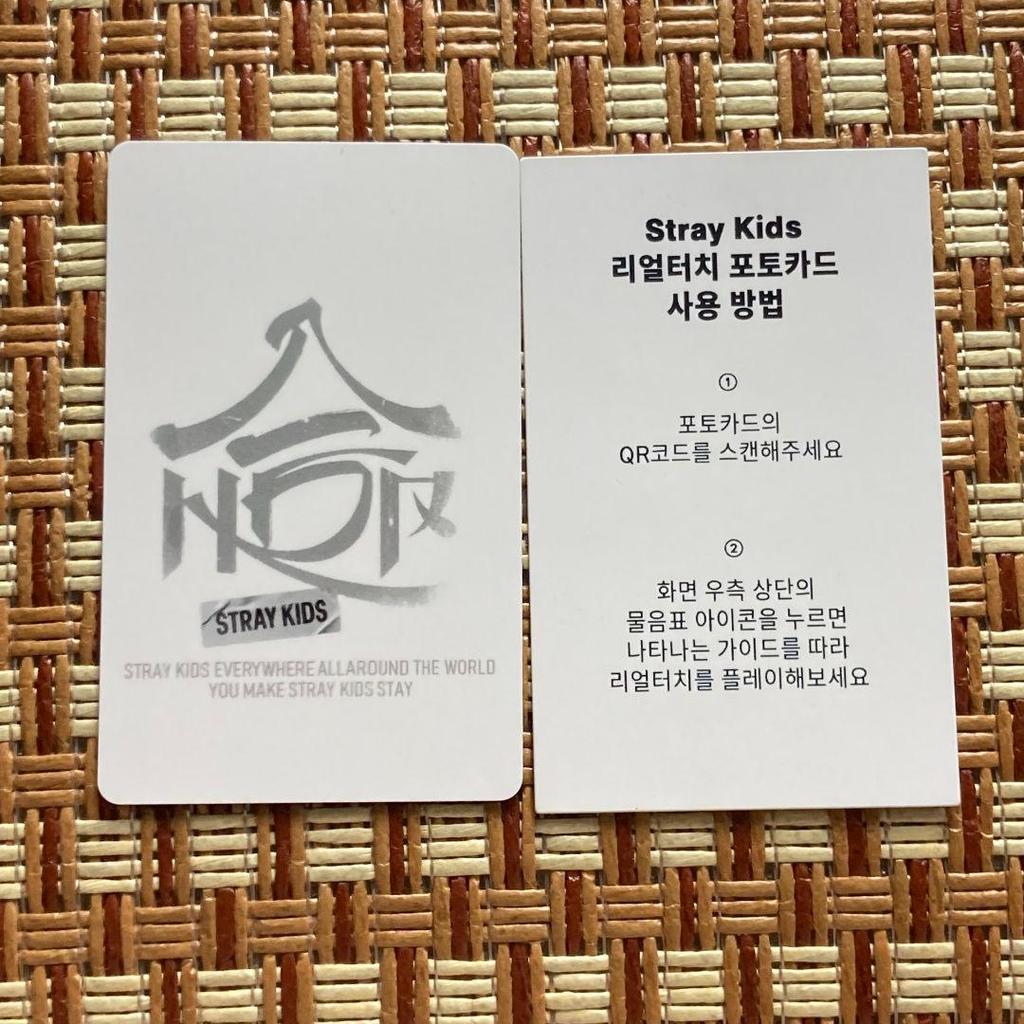 STRAY KIDS
STRAY KIDS EVERYWHERE ALL AROUND THE WORLD
YOU MAKE STRAY KIDS STAY
Stray Kids
리얼터치 포토카드
사용 방법
①
포토카드의
QR코드를 스캔해주세요
②
화면 우측 상단의
물음표 아이콘을 누르면
나타나는 가이드를 따라
리얼터치를 플레이해보세요